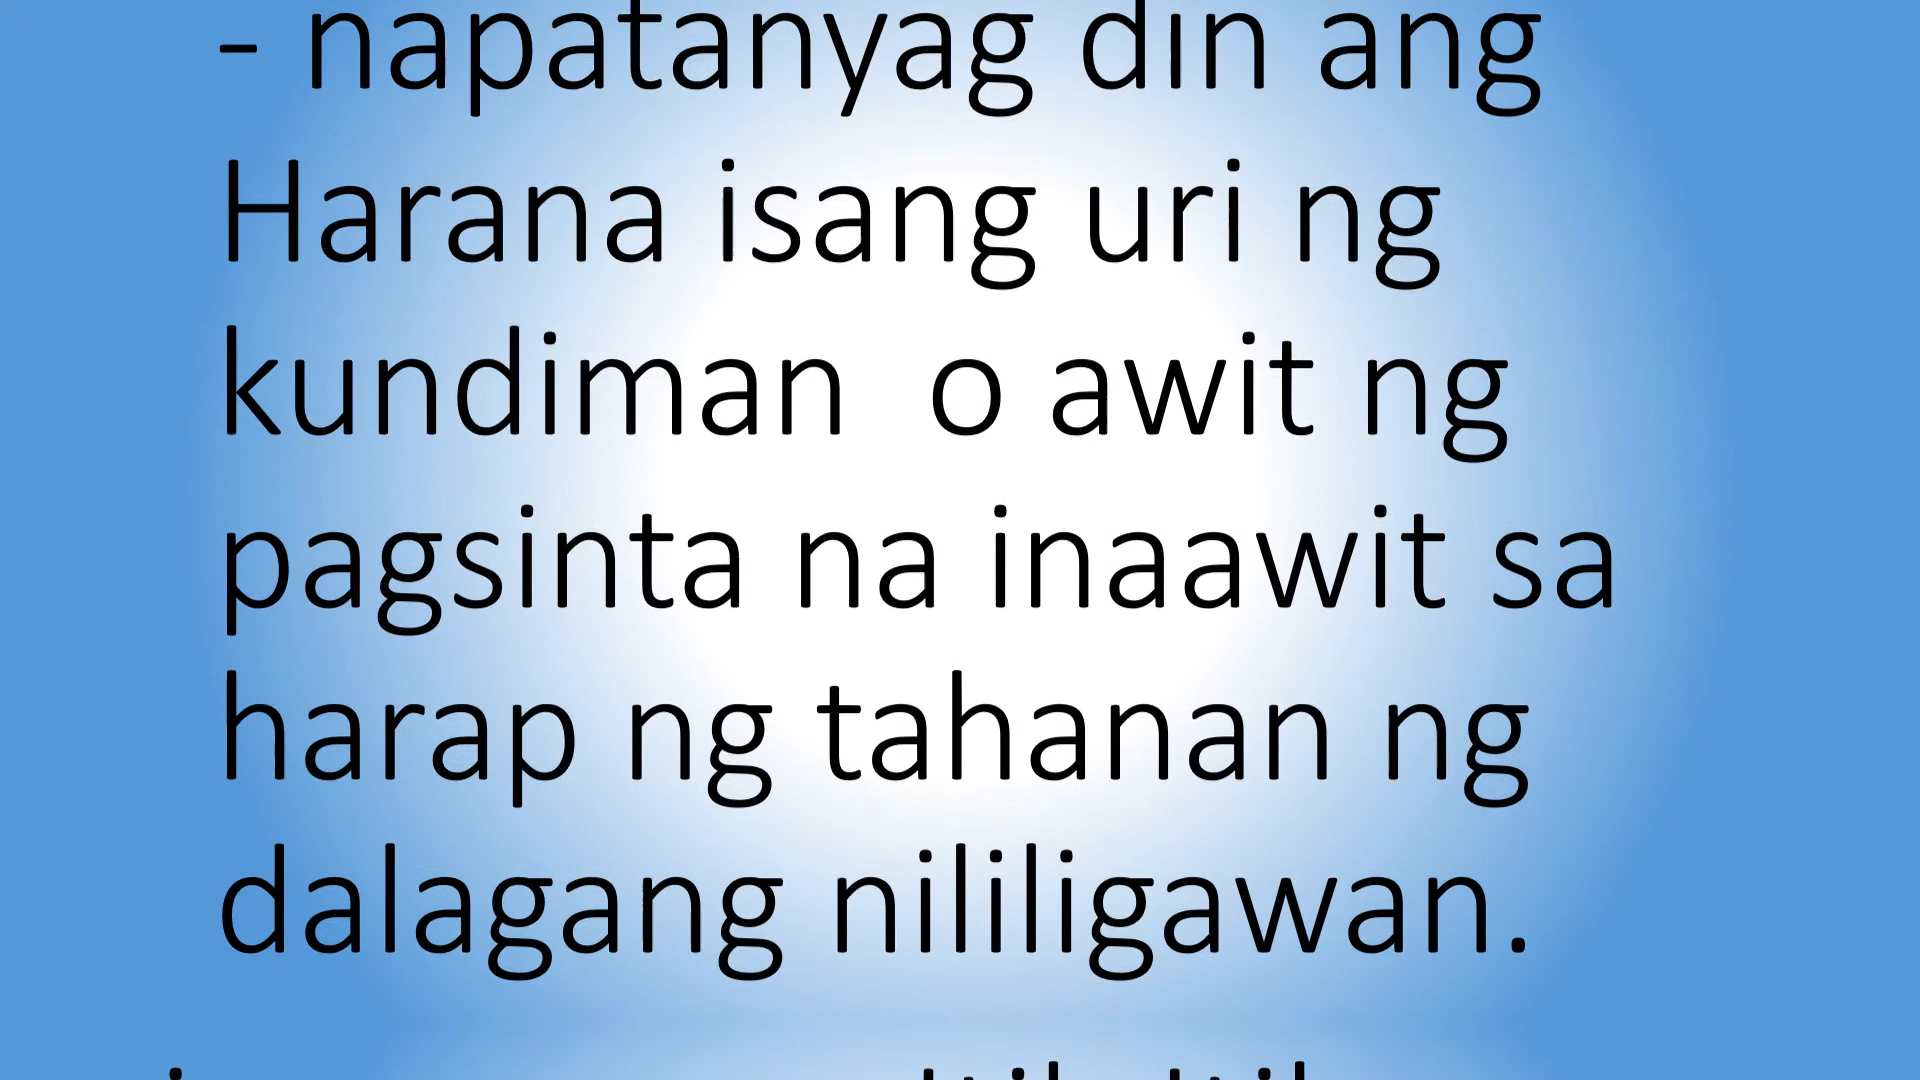 - napatanyag din ang
Harana isang uri ng
kundiman  o awit ng
pagsinta na inaawit sa
harap ng tahanan ng
dalagang nililigawan.